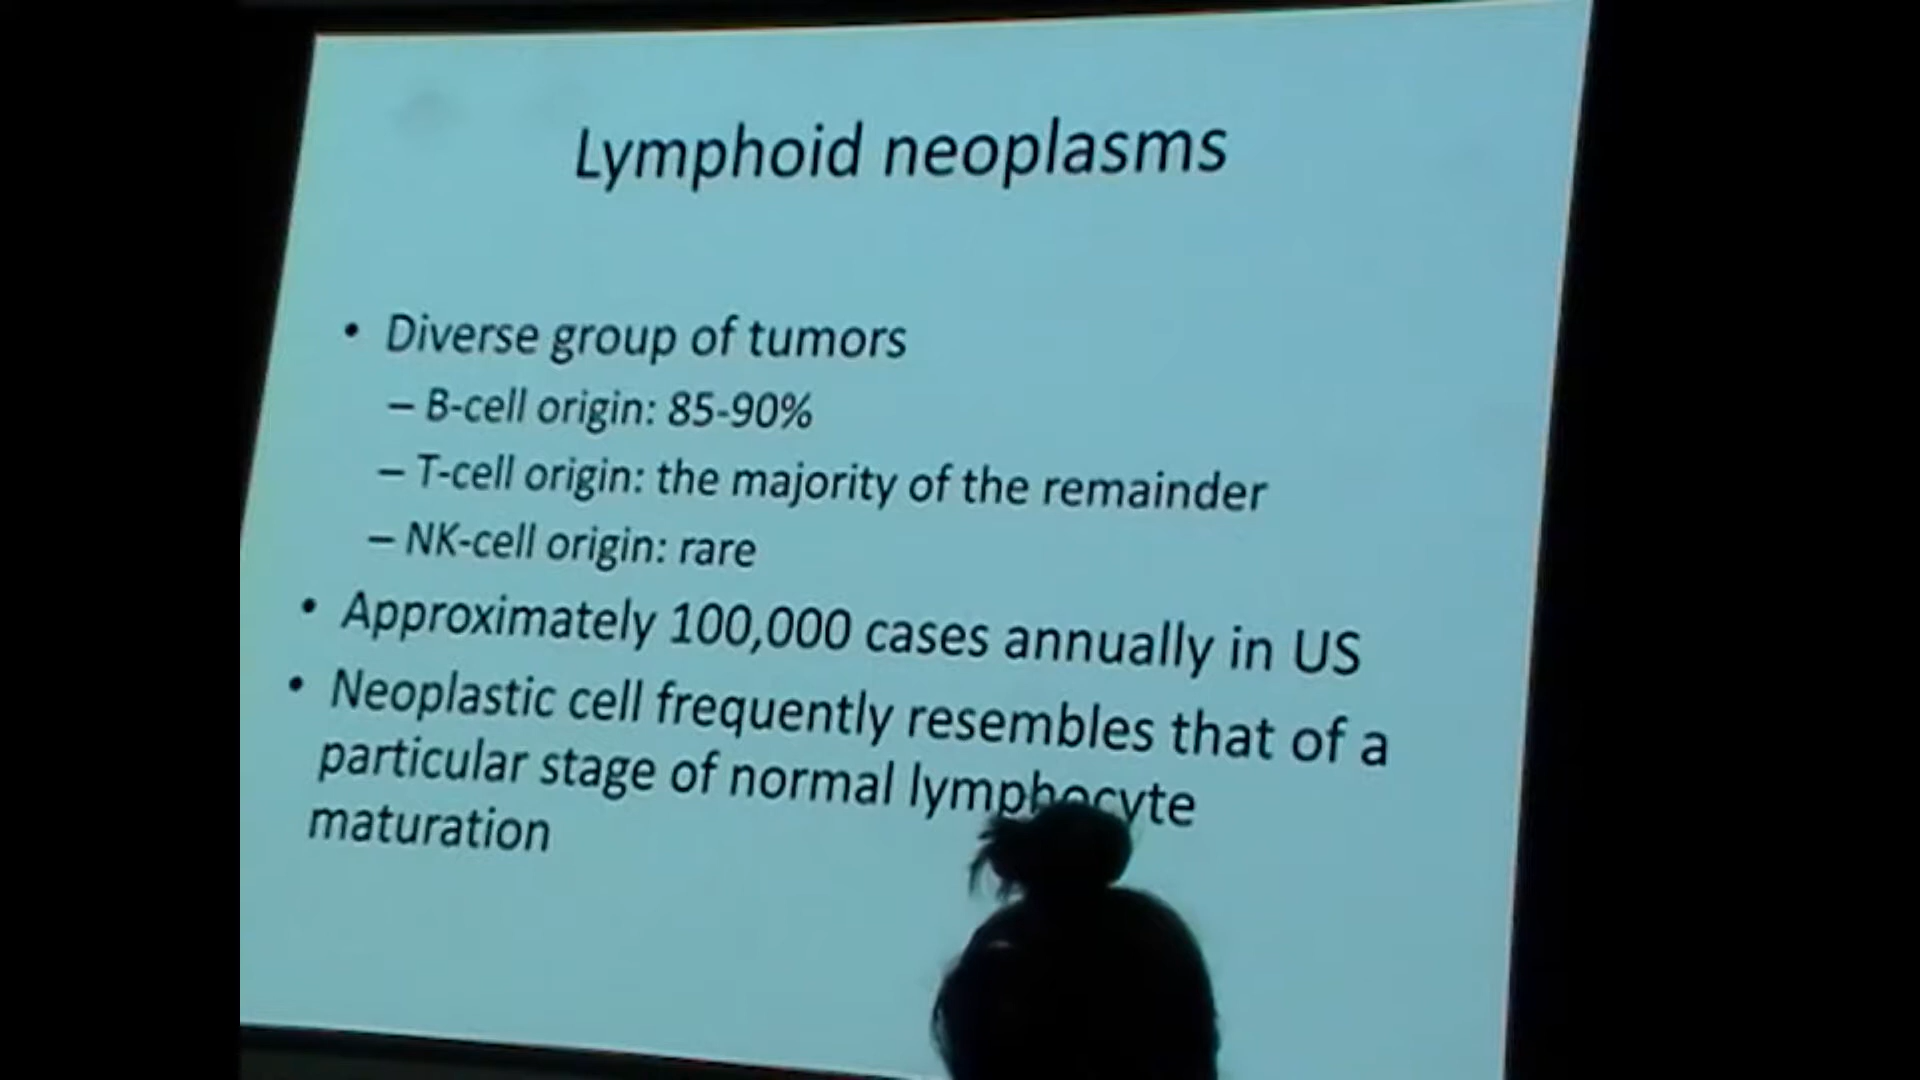 Lymphoid neoplasms
• Diverse group of tumors
– B-cell origin: 85-90%
– T-cell origin: the majority of the remainder
– NK-cell origin: rare
• Approximately 100,000 cases annually in US
• Neoplastic cell frequently resembles that of a
particular stage of normal lymphocyte
maturation